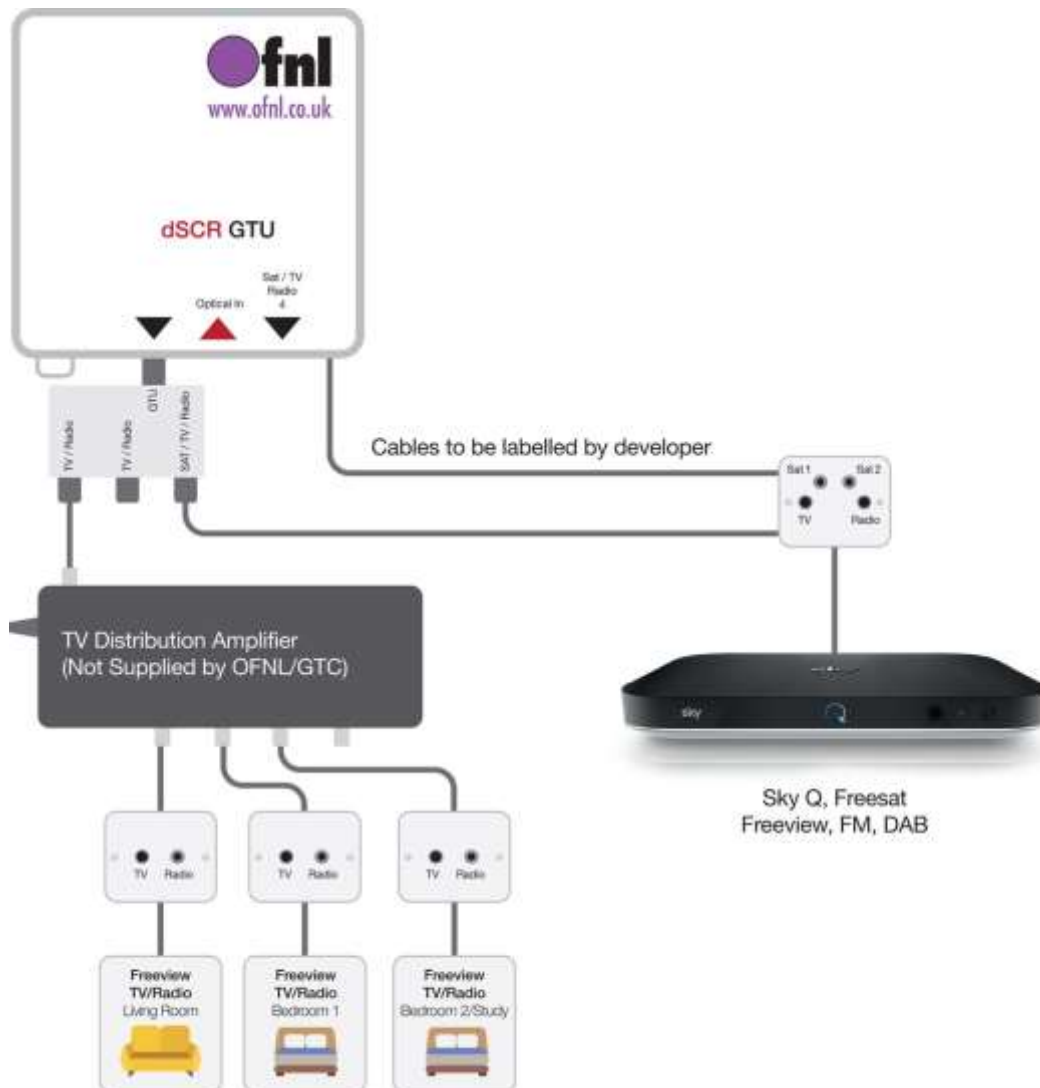 Ofnl
www.ofnl.co.uk
dSCR GTU
Optical In
Sat / TV
Radio
4
GTU
TV / Radio
TV / Radio
SAT / TV / Radio
Cables to be labelled by developer
Sat 1
Sat 2
TV
Radio
TV Distribution Amplifier
(Not Supplied by OFNL/GTC)
sky
Sky Q, Freesat
Freeview, FM, DAB
TV Radio
TV Radio
TV Radio
Freeview
TV/Radio
Living Room
Freeview
TV/Radio
Bedroom 1
Freeview
TV/Radio
Bedroom 2/Study